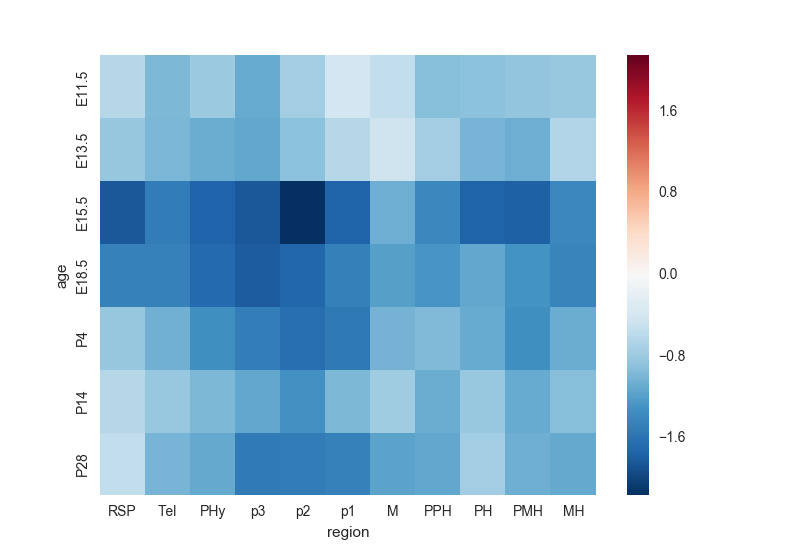 E11.5
E13.5
E15.5
E18.5
P4
P14
P28
age
RSP Tel PHy p3 p2 p1 M PPH PH PMH MH
region
1.6
0.8
0.0
−0.8
−1.6